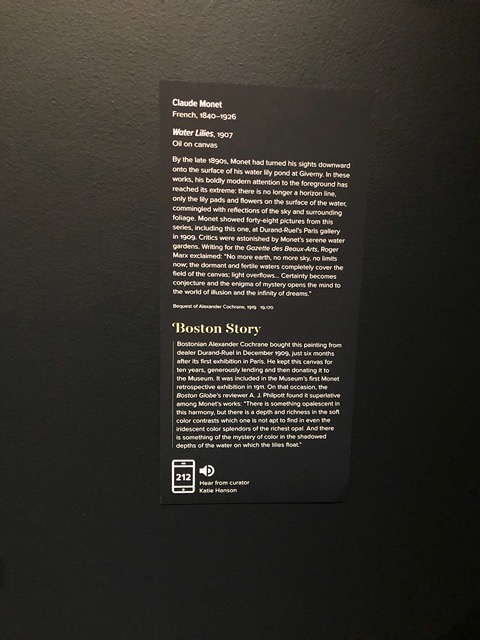 Claude Monet
French, 1840–1926
Water Lilies, 1907
Oil on canvas
By the late 1890s, Monet had turned his sights downward
onto the surface of his water lily pond at Giverny. In these
works, his boldly modern attention to the foreground has
reached its extreme: there is no longer a horizon line,
only the lily pads and flowers on the surface of the water,
commingled with reflections of the sky and surrounding
foliage. Monet showed forty-eight pictures from this
series, including this one, at Durand-Ruel's Paris gallery
in 1909. Critics were astonished by Monet's serene water
gardens. Writing for the Gazette des Beaux-Arts, Roger
Marx exclaimed: "No more earth, no more sky, no limits
now; the dormant and fertile waters completely cover the
field of the canvas; light overflows... Certainty becomes
conjecture and the enigma of mystery opens the mind to
the world of illusion and the infinity of dreams."
Bequest of Alexander Cochrane, 1919 19.170
Boston Story
Bostonian Alexander Cochrane bought this painting from
dealer Durand-Ruel in December 1909, just six months
after its first exhibition in Paris. He kept this canvas for
ten years, generously lending and then donating it to
the Museum. It was included in the Museum's first Monet
retrospective exhibition in 1911. On that occasion, the
Boston Globe's reviewer A. J. Philpott found it superlative
among Monet's works: "There is something opalescent in
this harmony, but there is a depth and richness in the soft
color contrasts which one is not apt to find in even the
iridescent color splendors of the richest opal. And there
is something of the mystery of color in the shadowed
depths of the water on which the lilies float."
212
Hear from curator
Katie Hanson